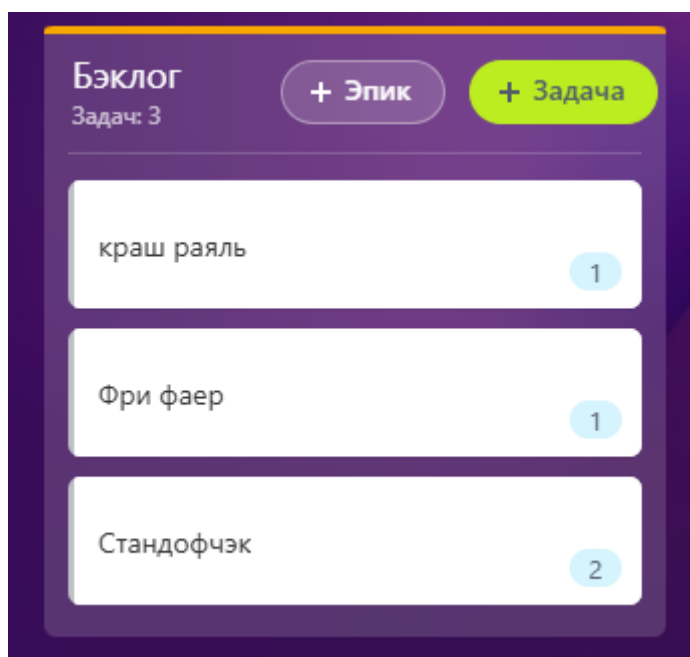 Бэклог
Задач: 3
+ Эпик
+ Задача
краш раяль
1
Фри фаер
1
Стандофчэк
2